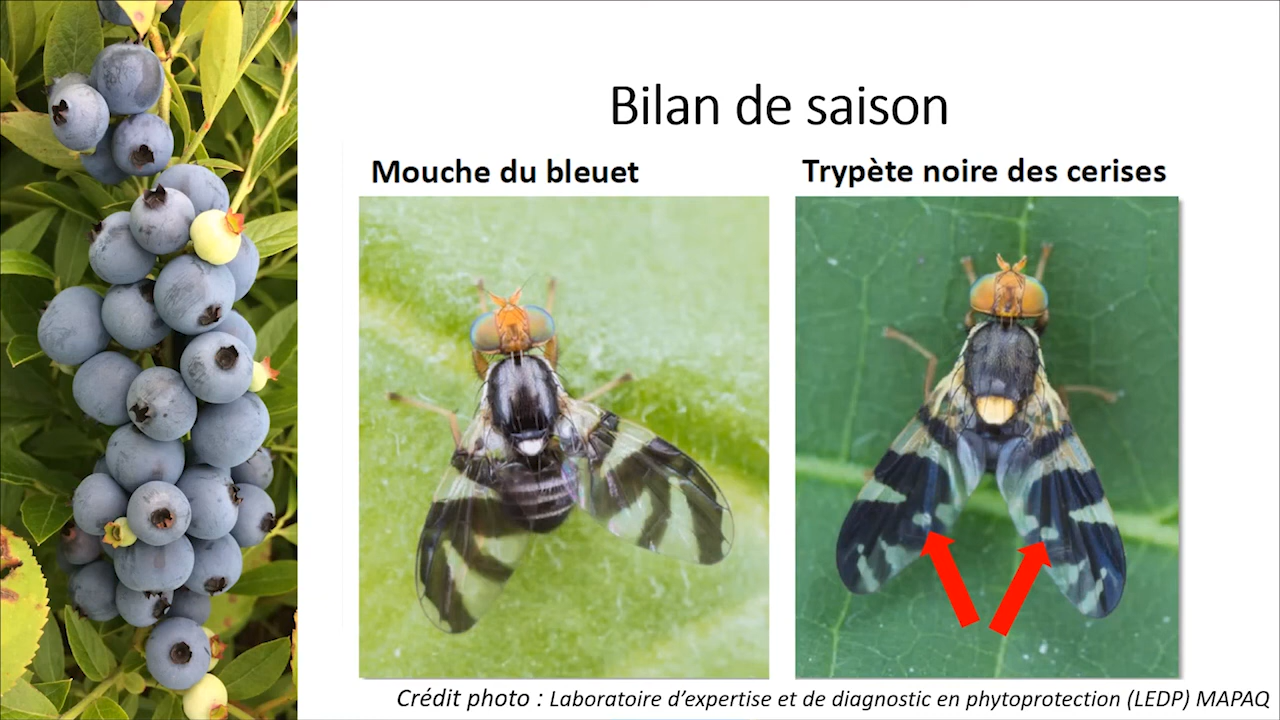 Bilan de saison
Mouche du bleuet
Trypète noire des cerises
Crédit photo : Laboratoire d'expertise et de diagnostic en phytoprotection (LEDP) MAPAQ